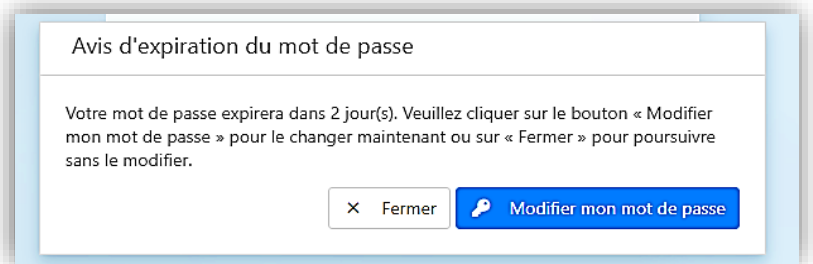 Avis d'expiration du mot de passe
Votre mot de passe expirera dans 2 jour(s). Veuillez cliquer sur le bouton « Modifier
mon mot de passe » pour le changer maintenant ou sur « Fermer » pour poursuivre
sans le modifier.
Fermer Modifier mon mot de passe